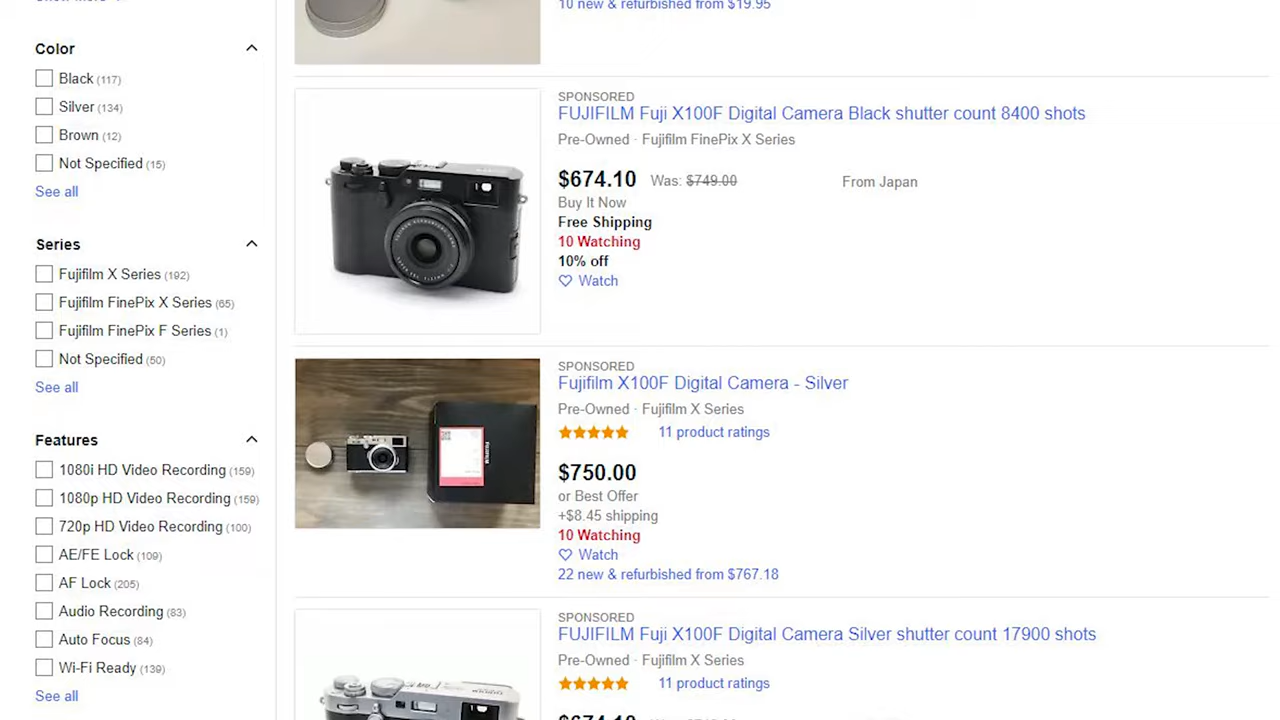 10 new & refurbished from $19.95
Color
Black (117)
Silver (134)
Brown (12)
Not Specified (15)
See all
Series
Fujifilm X Series (192)
Fujifilm FinePix X Series (65)
Fujifilm FinePix F Series (1)
Not Specified (50)
See all
Features
1080i HD Video Recording (159)
1080p HD Video Recording (159)
720p HD Video Recording (100)
AE/FE Lock (109)
AF Lock (205)
Audio Recording (83)
Auto Focus (84)
Wi-Fi Ready (139)
See all
SPONSORED
FUJIFILM Fuji X100F Digital Camera Black shutter count 8400 shots
Pre-Owned · Fujifilm FinePix X Series
$674.10 Was: $749.00 From Japan
Buy It Now
Free Shipping
10 Watching
10% off
Watch
SPONSORED
Fujifilm X100F Digital Camera - Silver
Pre-Owned · Fujifilm X Series
11 product ratings
$750.00
or Best Offer
+$8.45 shipping
10 Watching
Watch
22 new & refurbished from $767.18
SPONSORED
FUJIFILM Fuji X100F Digital Camera Silver shutter count 17900 shots
Pre-Owned · Fujifilm X Series
11 product ratings